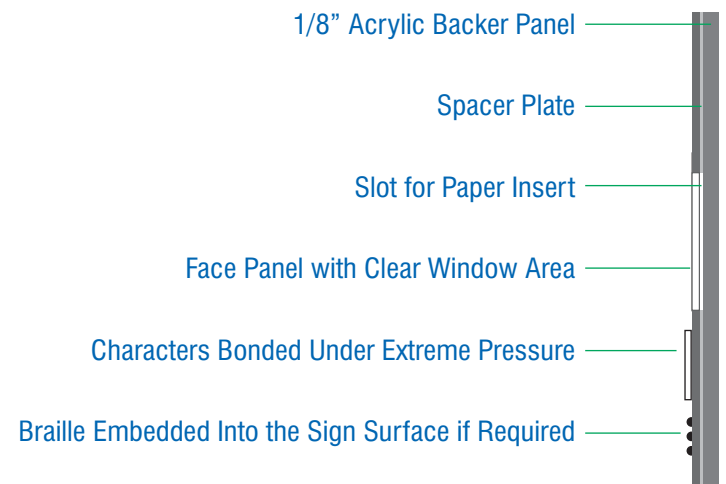 1/8” Acrylic Backer Panel
Spacer Plate
Slot for Paper Insert
Face Panel with Clear Window Area
Characters Bonded Under Extreme Pressure
Braille Embedded Into the Sign Surface if Required